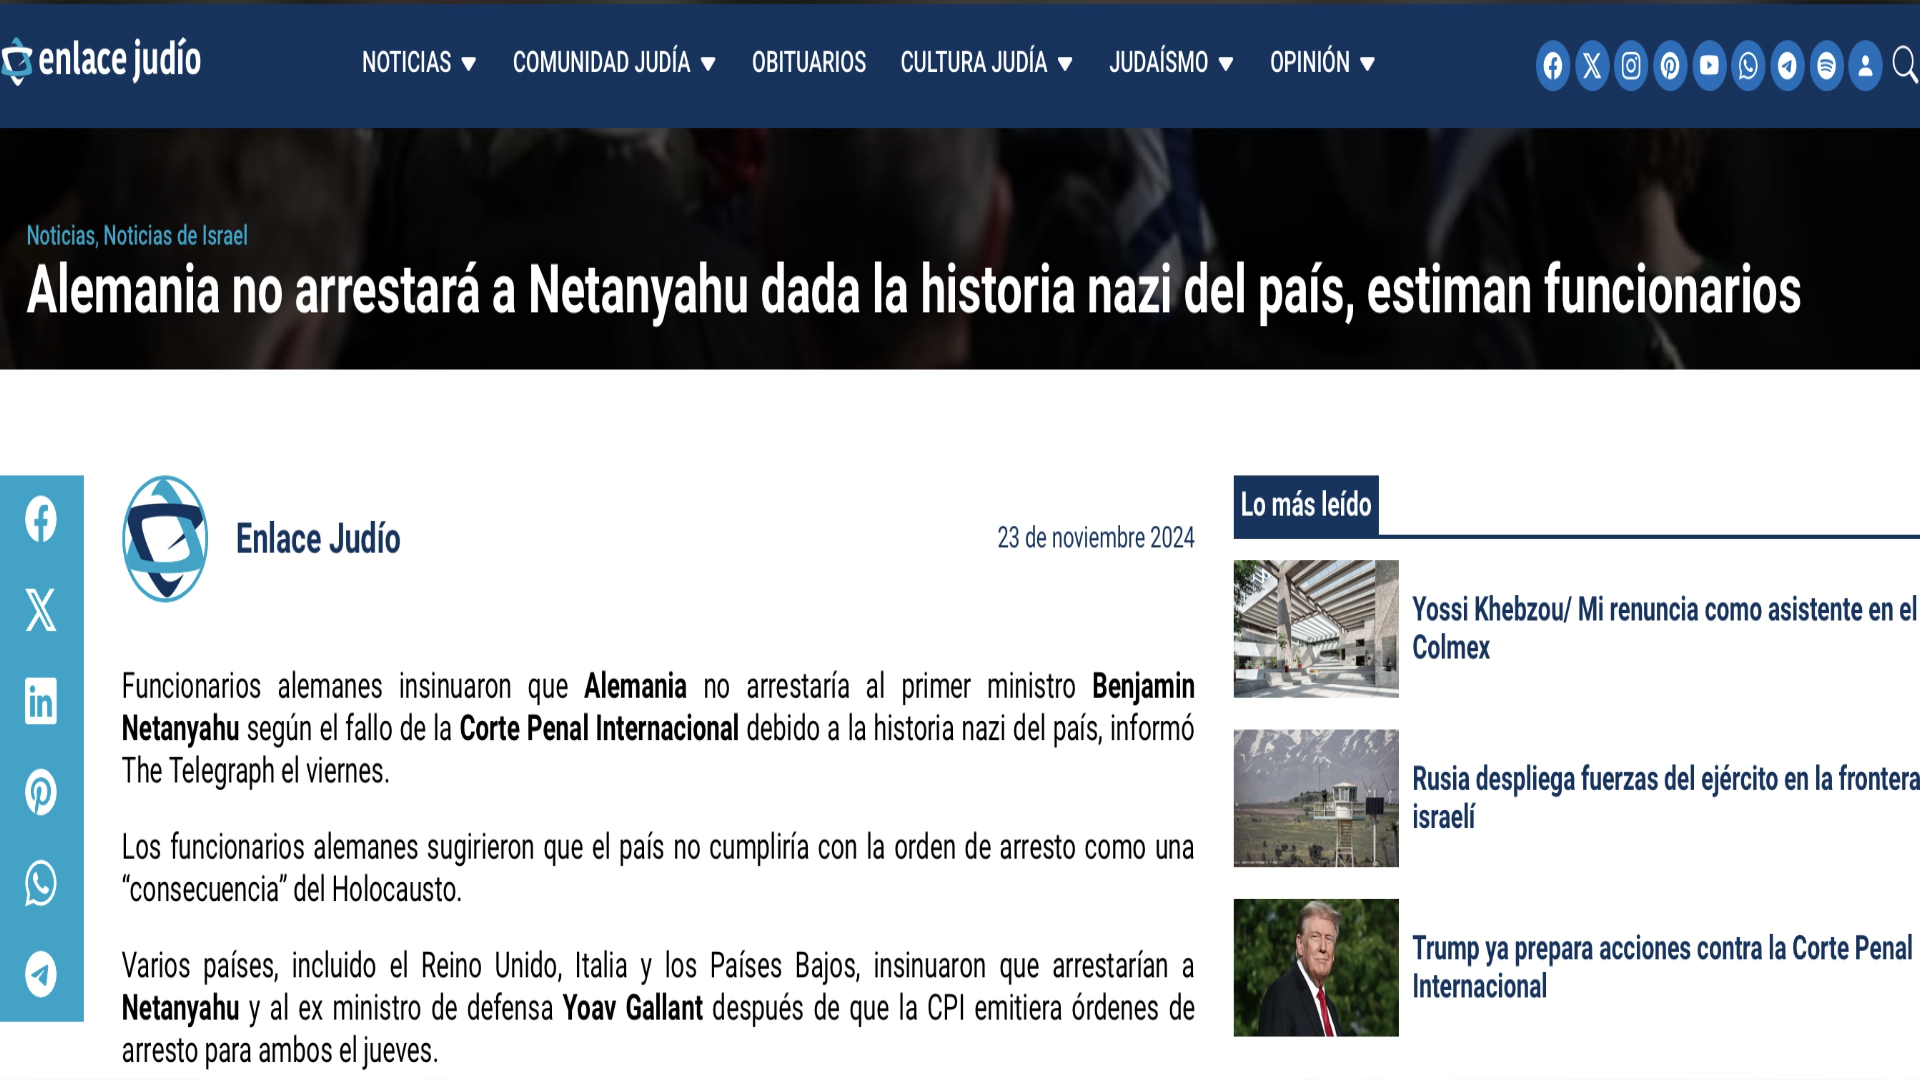 enlace judío
NOTICIAS
COMUNIDAD JUDÍA
OBITUARIOS
CULTURA JUDÍA
JUDAÍSMO
OPINIÓN
Noticias, Noticias de Israel
Alemania no arrestará a Netanyahu dada la historia nazi del país, estiman funcionarios
Enlace Judío
23 de noviembre 2024
Funcionarios alemanes insinuaron que Alemania no arrestaría al primer ministro Benjamin
Netanyahu según el fallo de la Corte Penal Internacional debido a la historia nazi del país, informó
The Telegraph el viernes.
Los funcionarios alemanes sugirieron que el país no cumpliría con la orden de arresto como una
“consecuencia” del Holocausto.
Varios países, incluido el Reino Unido, Italia y los Países Bajos, insinuaron que arrestarían a
Netanyahu y al ex ministro de defensa Yoav Gallant después de que la CPI emitiera órdenes de
arresto para ambos el jueves.
Lo más leído
Yossi Khebzou/ Mi renuncia como asistente en el
Colmex
Rusia despliega fuerzas del ejército en la frontera
israelí
Trump ya prepara acciones contra la Corte Penal
Internacional